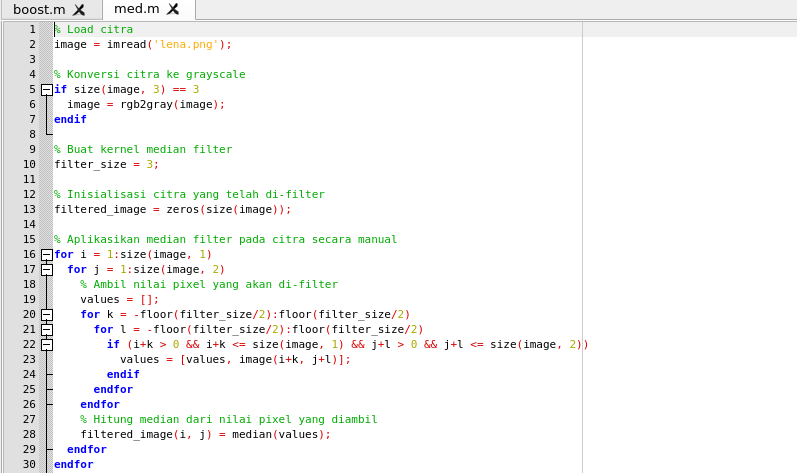 boost.m med.m
1 % Load citra
2 image = imread('lena.png');
3
4 % Konversi citra ke grayscale
5 if size(image, 3) == 3
6   image = rgb2gray(image);
7 endif
8
9 % Buat kernel median filter
10 filter_size = 3;
11
12 % Inisialisasi citra yang telah di-filter
13 filtered_image = zeros(size(image));
14
15 % Aplikasikan median filter pada citra secara manual
16 for i = 1:size(image, 1)
17   for j = 1:size(image, 2)
18     % Ambil nilai pixel yang akan di-filter
19     values = [];
20     for k = -floor(filter_size/2):floor(filter_size/2)
21       for l = -floor(filter_size/2):floor(filter_size/2)
22         if (i+k > 0 && i+k <= size(image, 1) && j+l > 0 && j+l <= size(image, 2))
23           values = [values, image(i+k, j+l)];
24         endif
25       endfor
26     endfor
27     % Hitung median dari nilai pixel yang diambil
28     filtered_image(i, j) = median(values);
29   endfor
30 endfor